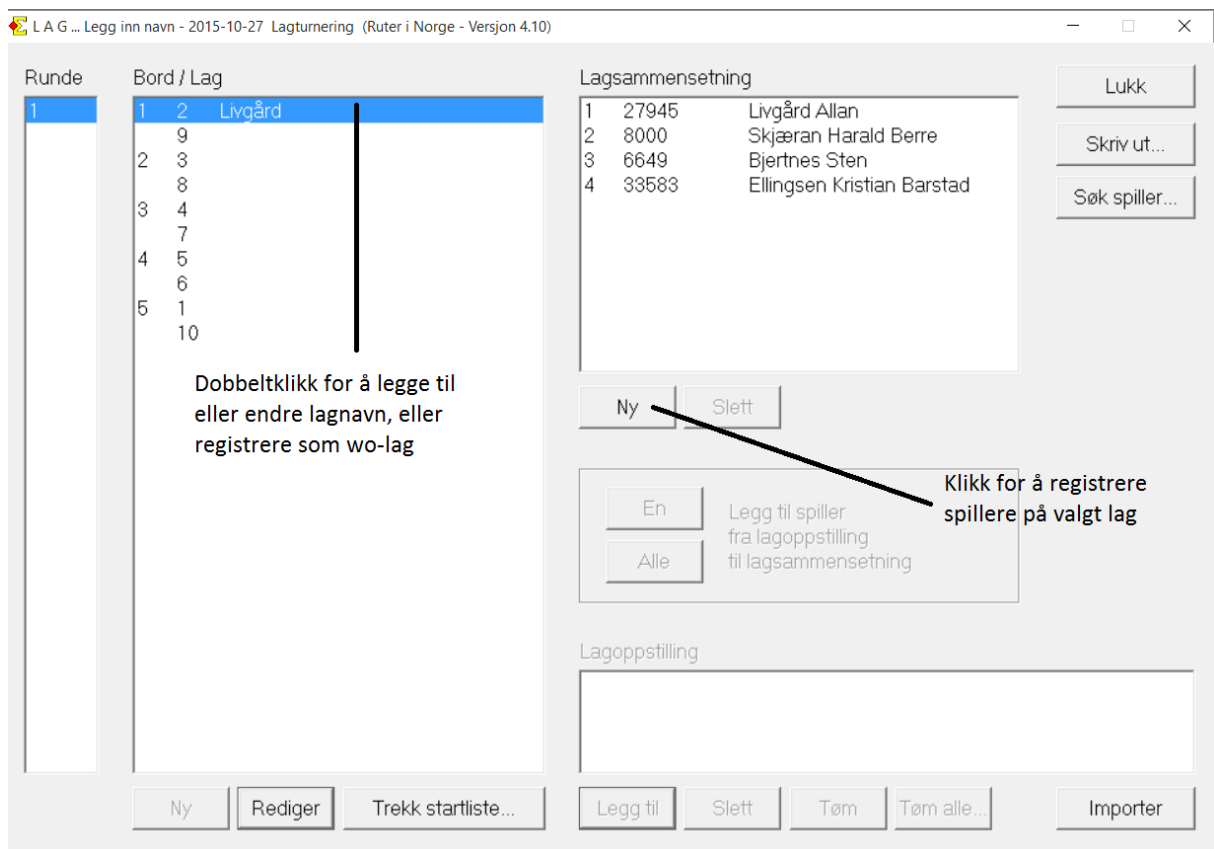 L A G ... Legg inn navn - 2015-10-27 Lagturnering (Ruter i Norge - Versjon 4.10)
Runde
1
Bord / Lag
1 2 Livgård
9
2 3
8
3 4
7
4 5
6
5 1
10
Dobbeltklikk for å legge til
eller endre lagnavn, eller
registrere som wo-lag
Ny
Rediger
Trekk startliste...
Lagsammensetning
1 27945 Livgård Allan
2 8000 Skjæran Harald Berre
3 6649 Bjertnes Sten
4 33583 Ellingsen Kristian Barstad
Ny
Slett
Klikk for å registrere
spillere på valgt lag
En
Alle
Legg til spiller
fra lagoppstilling
til lagsammensetning
Lagoppstilling
Legg til
Slett
Tøm
Tøm alle...
Lukk
Skriv ut...
Søk spiller...
Importer